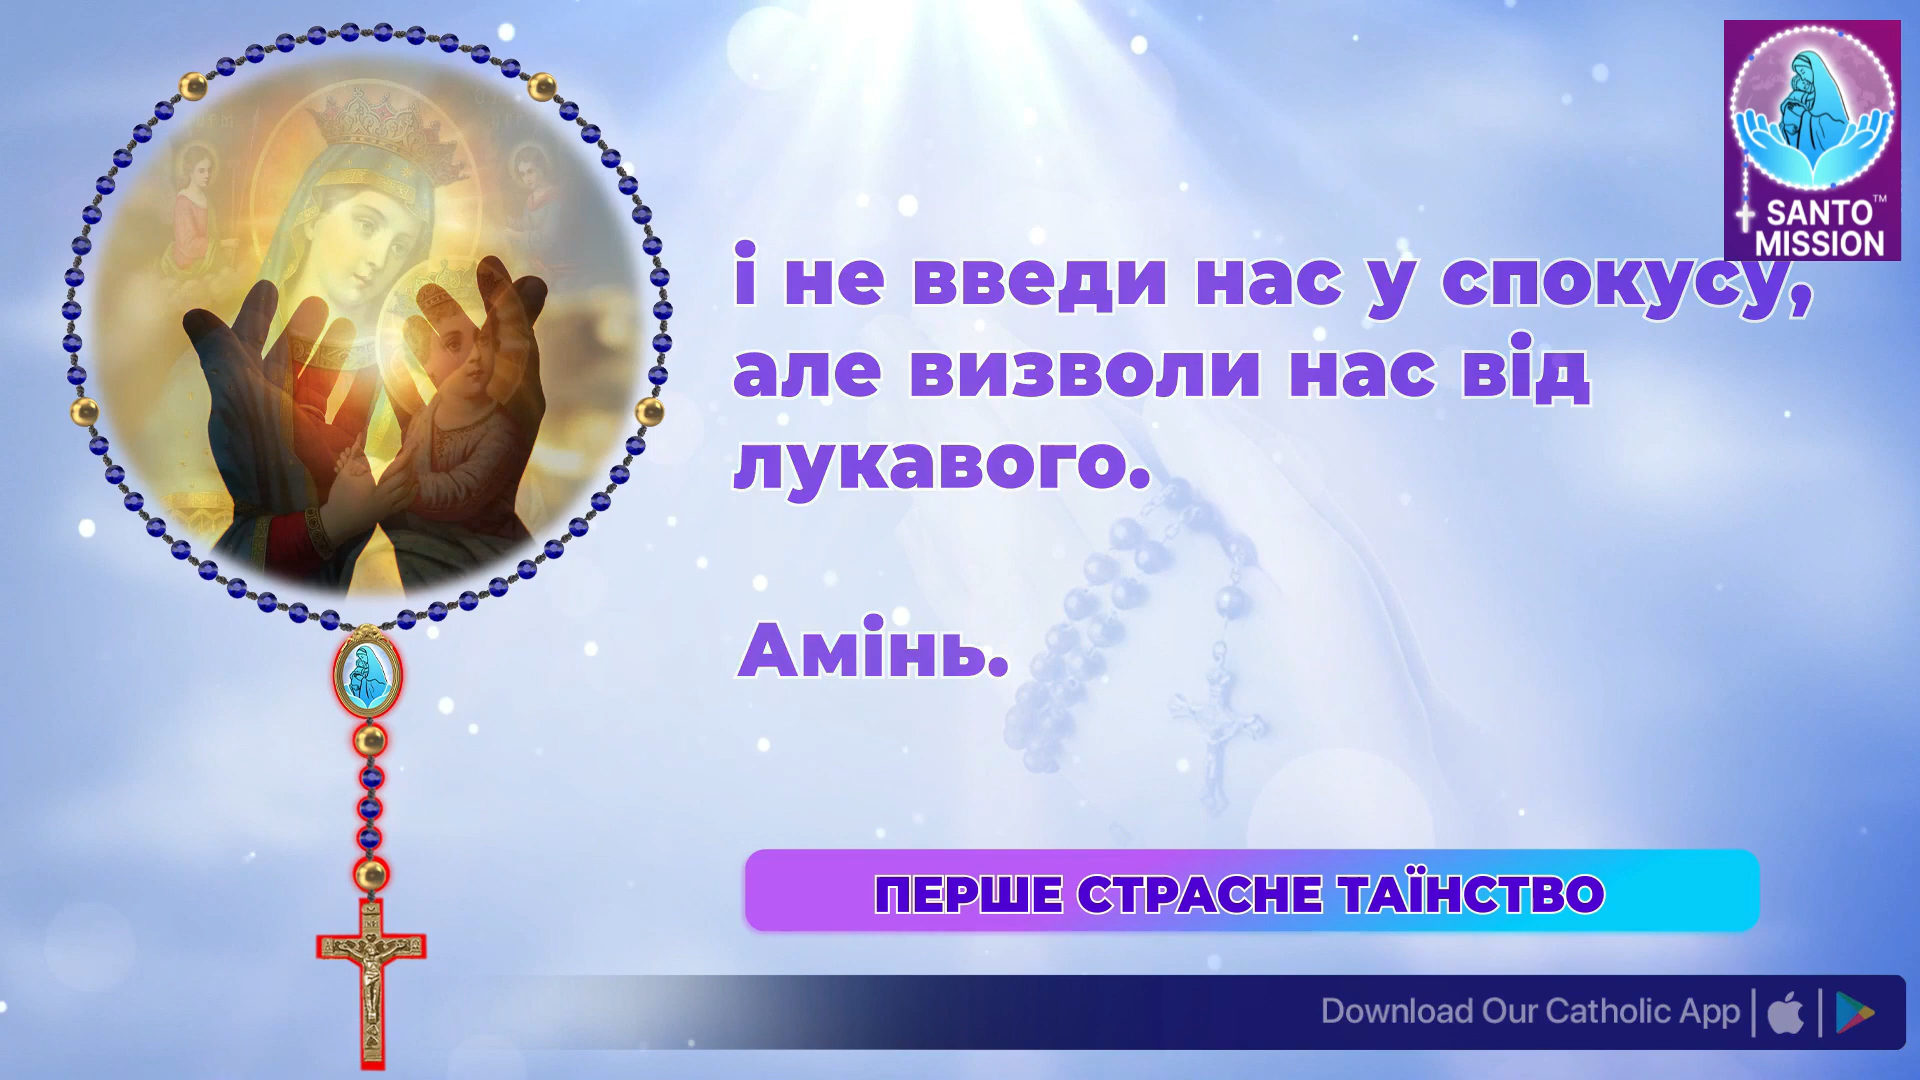 SANTO™
MISSION
і не введи нас у спокусу,
але визволи нас від
лукавого.
Амінь.
ПЕРШЕ СТРАСНЕ ТАЇНСТВО
Download Our Catholic App